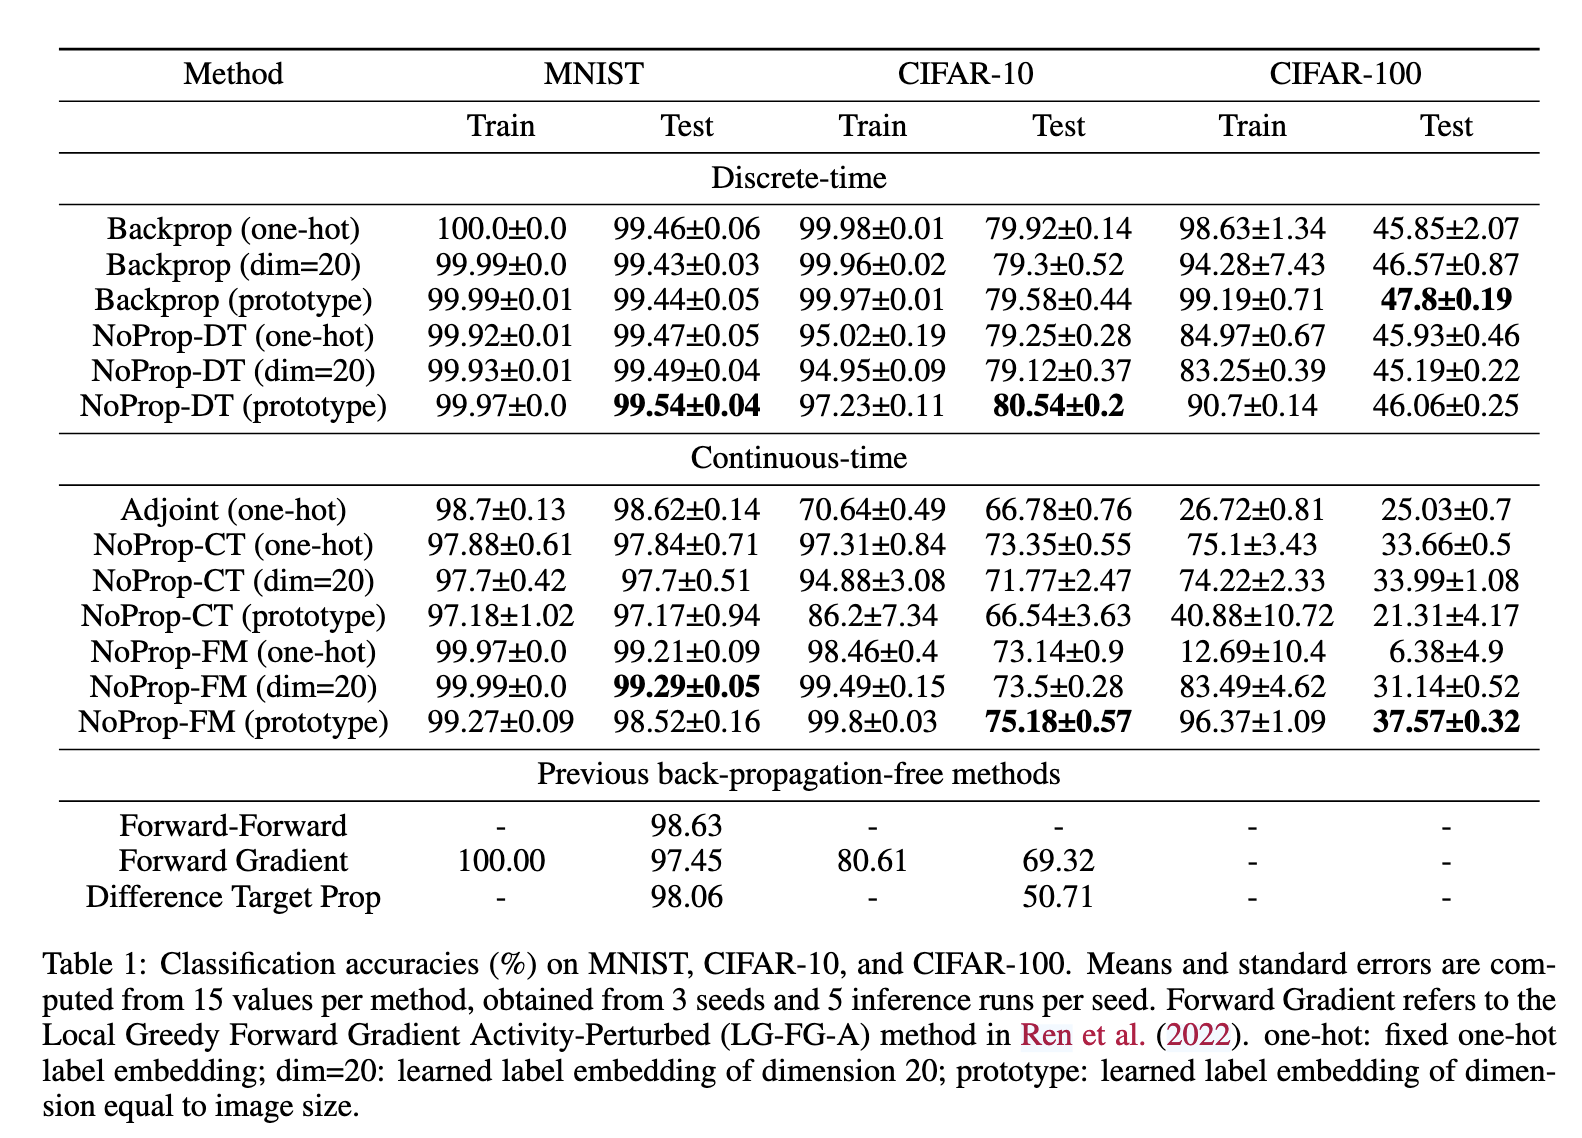 Method MNIST CIFAR-10 CIFAR-100
Train Test Train Test Train Test
Discrete-time
Backprop (one-hot) 100.0±0.0 99.46±0.06 99.98±0.01 79.92±0.14 98.63±1.34 45.85±2.07
Backprop (dim=20) 99.99±0.0 99.43±0.03 99.96±0.02 79.3±0.52 94.28±7.43 46.57±0.87
Backprop (prototype) 99.99±0.01 99.44±0.05 99.97±0.01 79.58±0.44 99.19±0.71 47.8±0.19
NoProp-DT (one-hot) 99.92±0.01 99.47±0.05 95.02±0.19 79.25±0.28 84.97±0.67 45.93±0.46
NoProp-DT (dim=20) 99.93±0.01 99.49±0.04 94.95±0.09 79.12±0.37 83.25±0.39 45.19±0.22
NoProp-DT (prototype) 99.97±0.0 99.54±0.04 97.23±0.11 80.54±0.2 90.7±0.14 46.06±0.25
Continuous-time
Adjoint (one-hot) 98.7±0.13 98.62±0.14 70.64±0.49 66.78±0.76 26.72±0.81 25.03±0.7
NoProp-CT (one-hot) 97.88±0.61 97.84±0.71 97.31±0.84 73.35±0.55 75.1±3.43 33.66±0.5
NoProp-CT (dim=20) 97.7±0.42 97.7±0.51 94.88±3.08 71.77±2.47 74.22±2.33 33.99±1.08
NoProp-CT (prototype) 97.18±1.02 97.17±0.94 86.2±7.34 66.54±3.63 40.88±10.72 21.31±4.17
NoProp-FM (one-hot) 99.97±0.0 99.21±0.09 98.46±0.4 73.14±0.9 12.69±10.4 6.38±4.9
NoProp-FM (dim=20) 99.99±0.0 99.29±0.05 99.49±0.15 73.5±0.28 83.49±4.62 31.14±0.52
NoProp-FM (prototype) 99.27±0.09 98.52±0.16 99.8±0.03 75.18±0.57 96.37±1.09 37.57±0.32
Previous back-propagation-free methods
Forward-Forward - 98.63 - - - -
Forward Gradient 100.00 97.45 80.61 69.32 - -
Difference Target Prop - 98.06 - 50.71 - -
Table 1: Classification accuracies (%) on MNIST, CIFAR-10, and CIFAR-100. Means and standard errors are com-
puted from 15 values per method, obtained from 3 seeds and 5 inference runs per seed. Forward Gradient refers to the
Local Greedy Forward Gradient Activity-Perturbed (LG-FG-A) method in Ren et al. (2022). one-hot: fixed one-hot
label embedding; dim=20: learned label embedding of dimension 20; prototype: learned label embedding of dimen-
sion equal to image size.